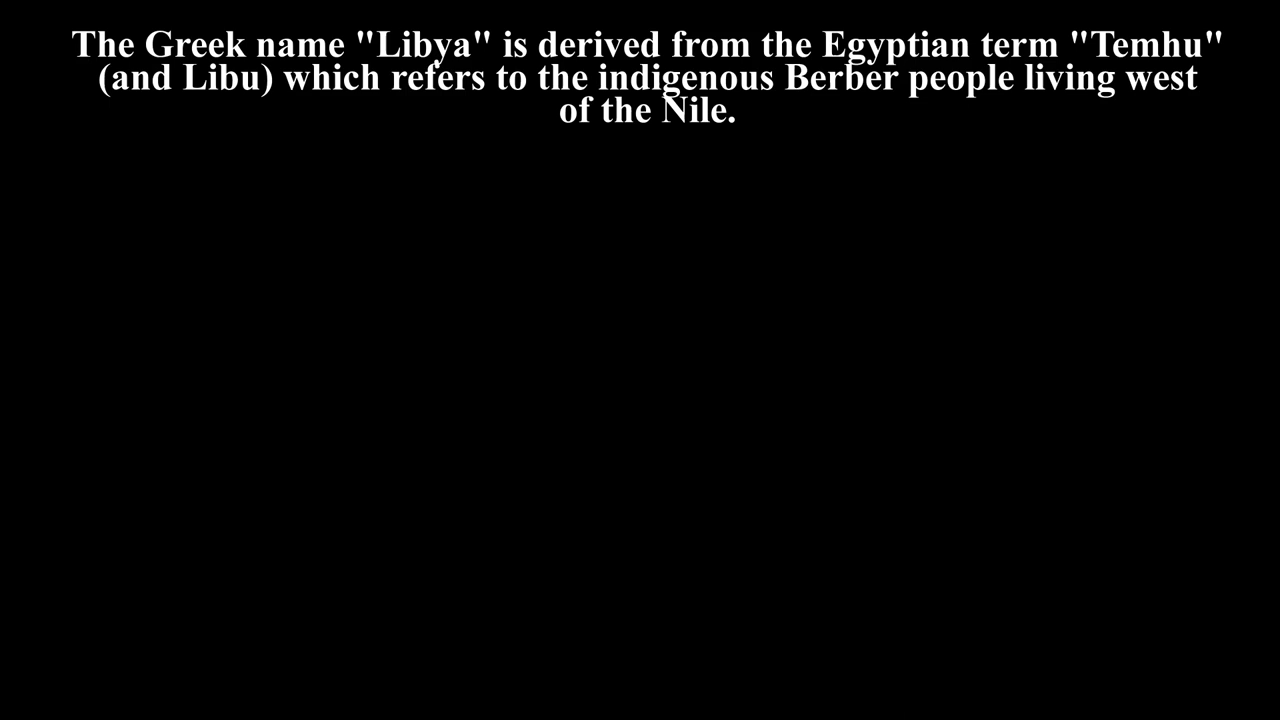 The Greek name "Libya" is derived from the Egyptian term "Temhu"
(and Libu) which refers to the indigenous Berber people living west
of the Nile.